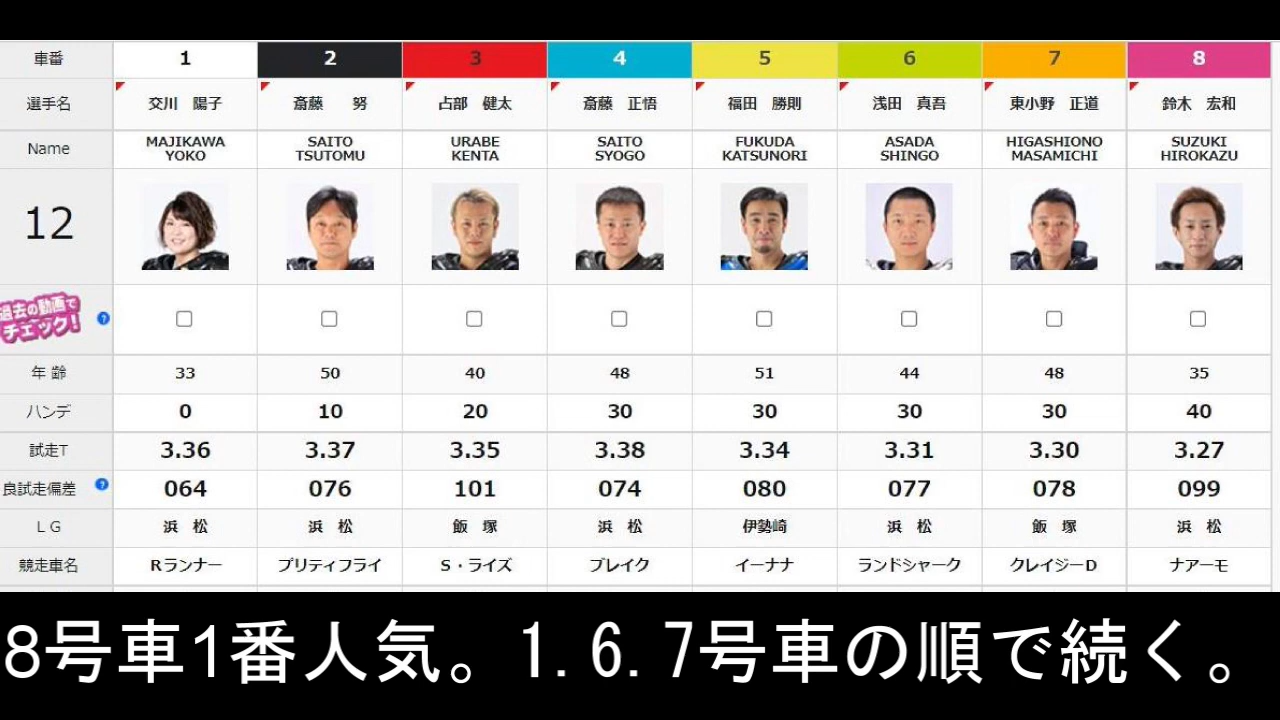 車番 1 2 3 4 5 6 7 8
選手名 交川 陽子 斎藤 努 占部 健太 斎藤 正悟 福田 勝則 浅田 真吾 東小野 正道 鈴木 宏和
Name MAJIKAWA YOKO SAITO TSUTOMU URABE KENTA SAITO SYOGO FUKUDA KATSUNORI ASADA SHINGO HIGASHIONO MASAMICHI SUZUKI HIROKAZU
12
過去の動画でチェック! ?
年齢 33 50 40 48 51 44 48 35
ハンデ 0 10 20 30 30 30 30 40
試走T 3.36 3.37 3.35 3.38 3.34 3.31 3.30 3.27
良試走偏差 ? 064 076 101 074 080 077 078 099
LG 浜松 浜松 飯塚 浜松 伊勢崎 浜松 飯塚 浜松
競走車名 Rランナー プリティフライ S・ライズ ブレイク イーナナ ランドシャーク クレイジーD ナアーモ
8号車1番人気。1.6.7号車の順で続く。